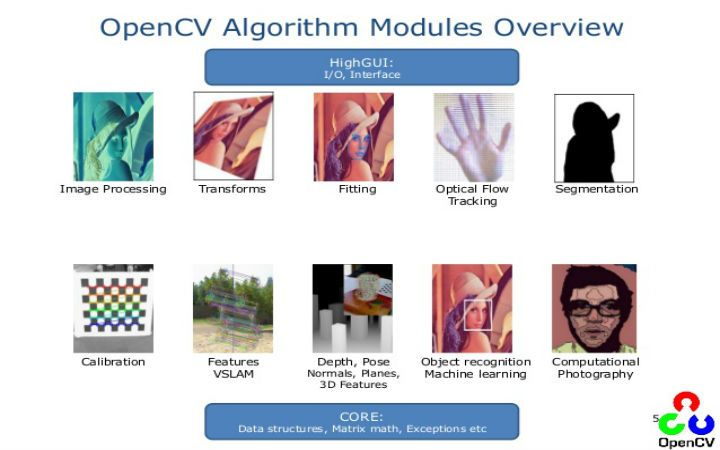 OpenCV Algorithm Modules Overview
HighGUI:
I/O, Interface
Image Processing
Transforms
Fitting
Optical Flow
Tracking
Segmentation
Calibration
Features
VSLAM
Depth, Pose
Normals, Planes,
3D Features
Object recognition
Machine learning
Computational
Photography
CORE:
Data structures, Matrix math, Exceptions etc
5
OpenCV